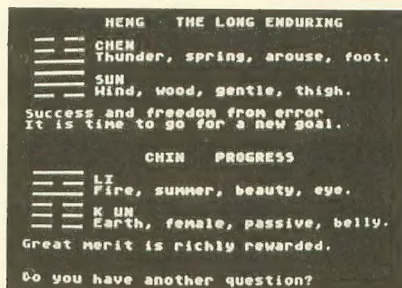 HENG THE LONG ENDURING
CHEN
Thunder, spring, arouse, foot.
SUN
Wind, wood, gentle, thigh.
Success and freedom from error
It is time to go for a new goal.
CHIN PROGRESS
LI
Fire, summer, beauty, eye.
K UN
Earth, female, passive, belly.
Great merit is richly rewarded.
Do you have another question?